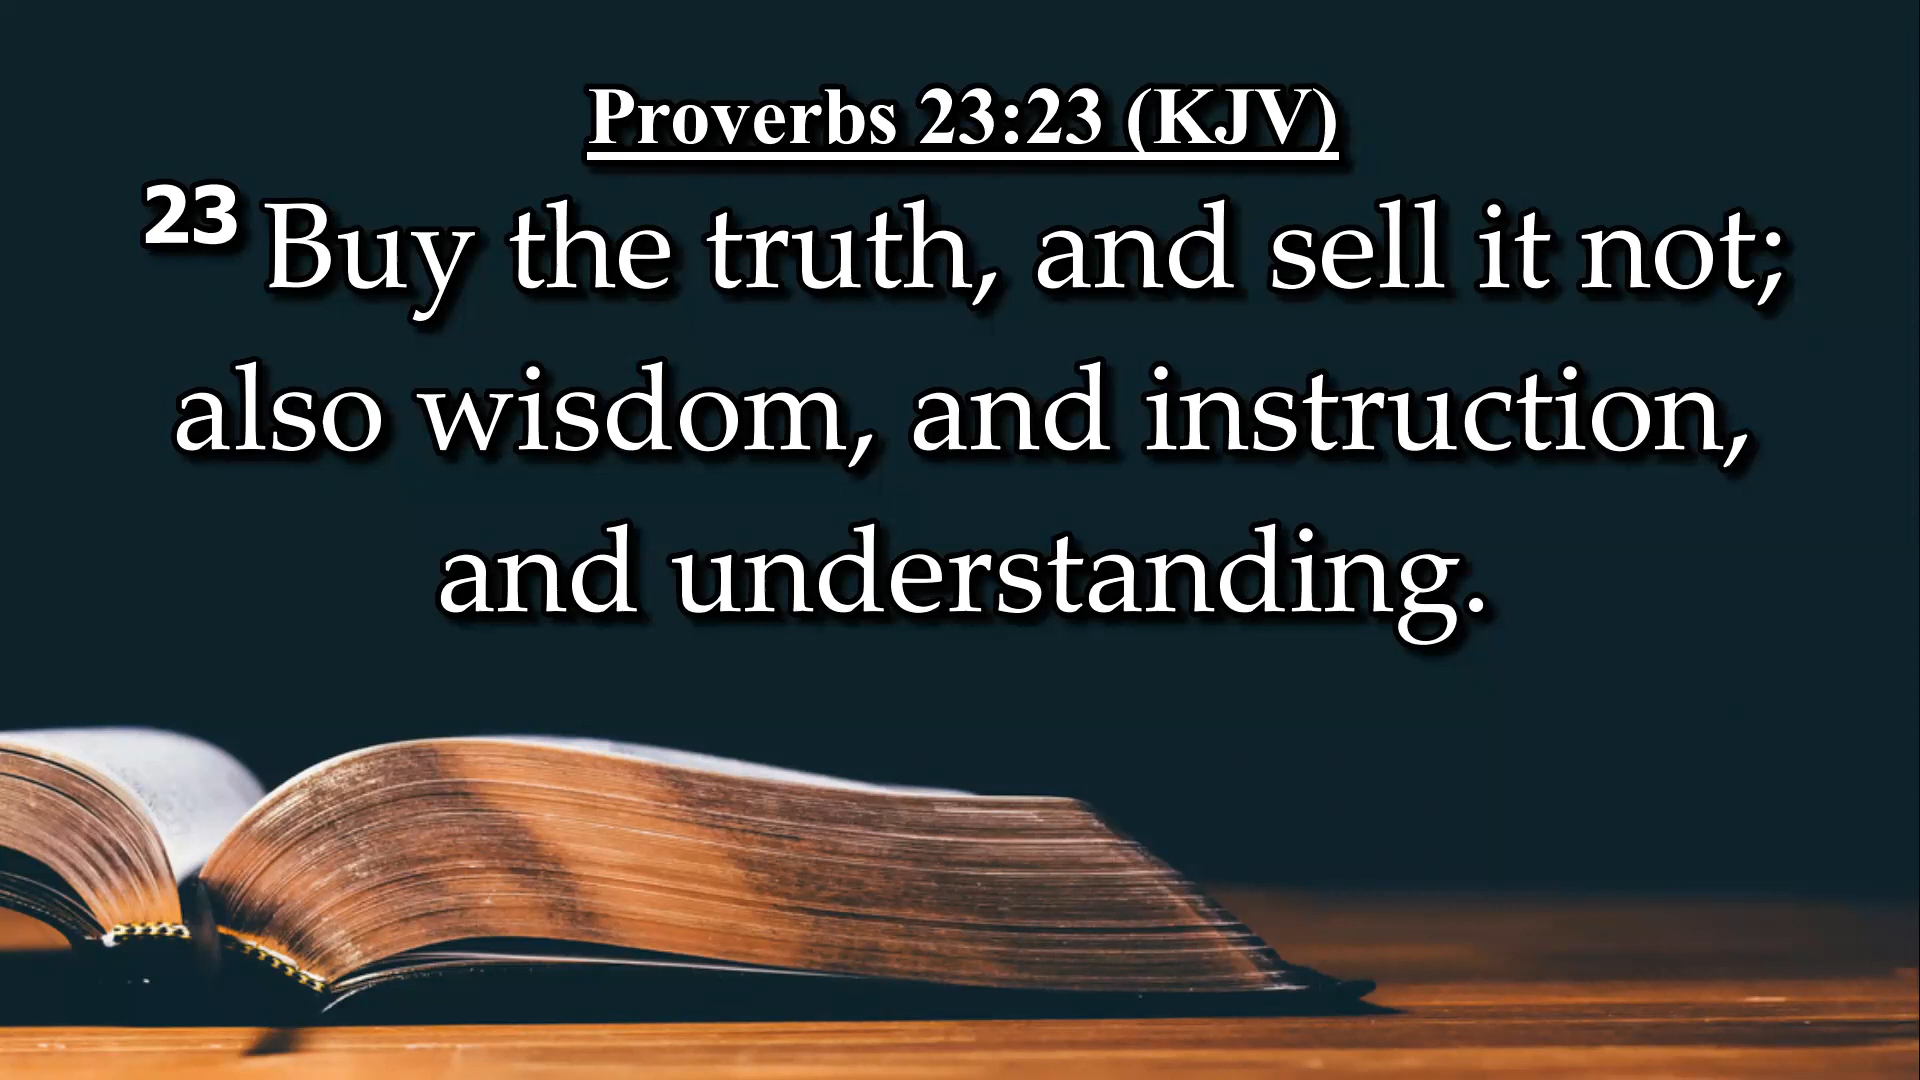 Proverbs 23:23 (KJV)
23 Buy the truth, and sell it not;
also wisdom, and instruction,
and understanding.